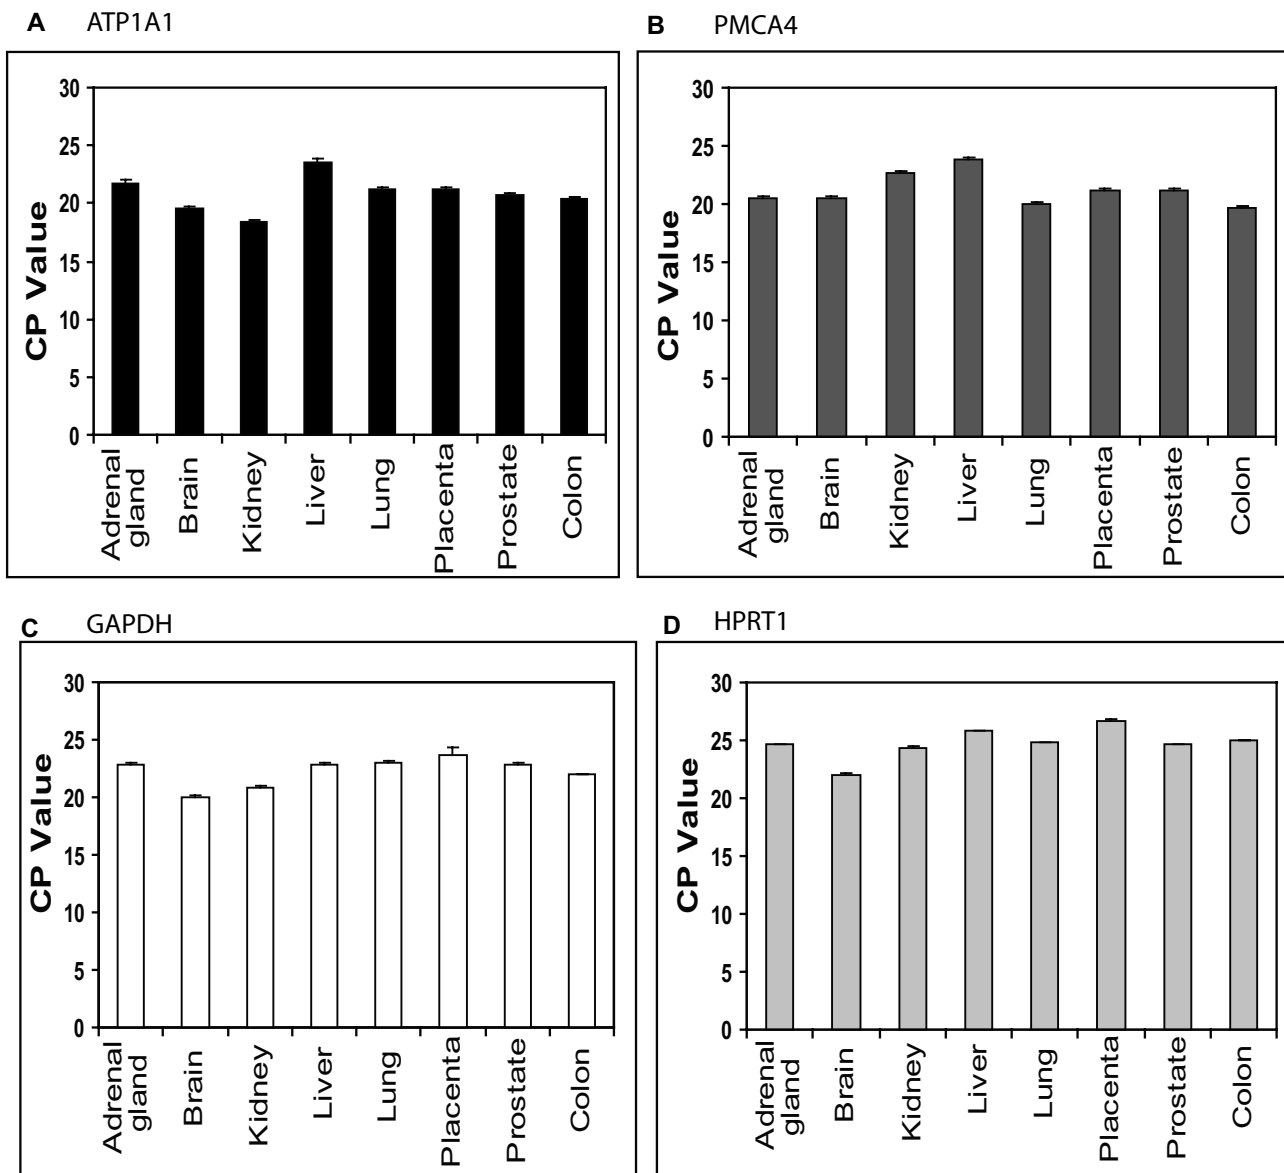 A ATP1A1
30
25
20
15
10
5
0
CP Value
Adrenal
gland
Brain
Kidney
Liver
Lung
Placenta
Prostate
Colon
B PMCA4
30
25
20
15
10
5
0
CP Value
Adrenal
gland
Brain
Kidney
Liver
Lung
Placenta
Prostate
Colon
C GAPDH
30
25
20
15
10
5
0
CP Value
Adrenal
gland
Brain
Kidney
Liver
Lung
Placenta
Prostate
Colon
D HPRT1
30
25
20
15
10
5
0
CP Value
Adrenal
gland
Brain
Kidney
Liver
Lung
Placenta
Prostate
Colon